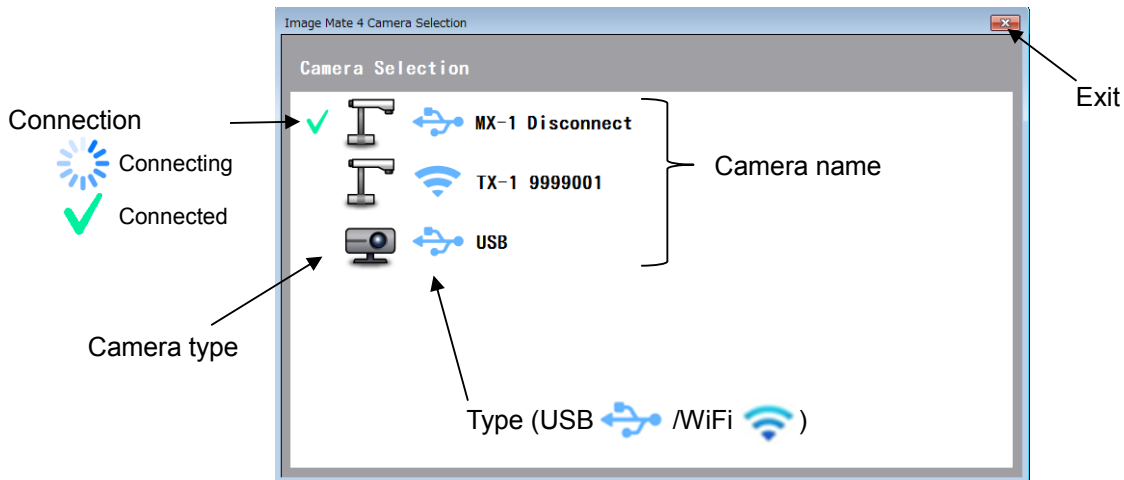 Image Mate 4 Camera Selection
Camera Selection
Exit
Connection
Connecting
Connected
MX-1 Disconnect
TX-1 9999001
USB
Camera name
Camera type
Type (USB /WiFi )